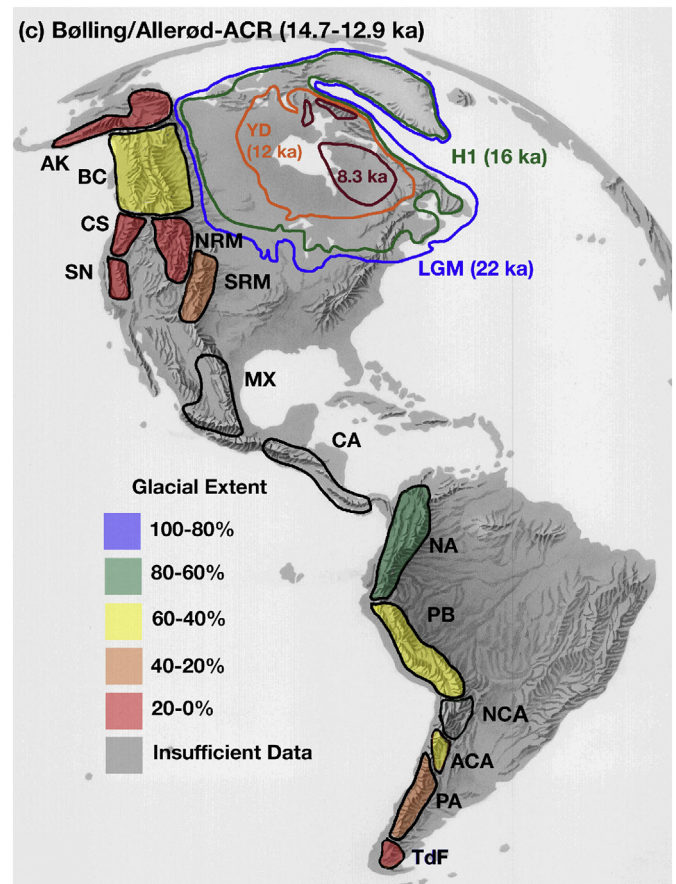 (c) Bølling/Allerød-ACR (14.7-12.9 ka)
YD
(12 ka)
H1 (16 ka)
AK
BC
8.3 ka
CS
NRM
LGM (22 ka)
SN
SRM
MX
CA
Glacial Extent
100-80%
80-60%
NA
60-40%
PB
40-20%
20-0%
NCA
Insufficient Data
ACA
PA
TdF